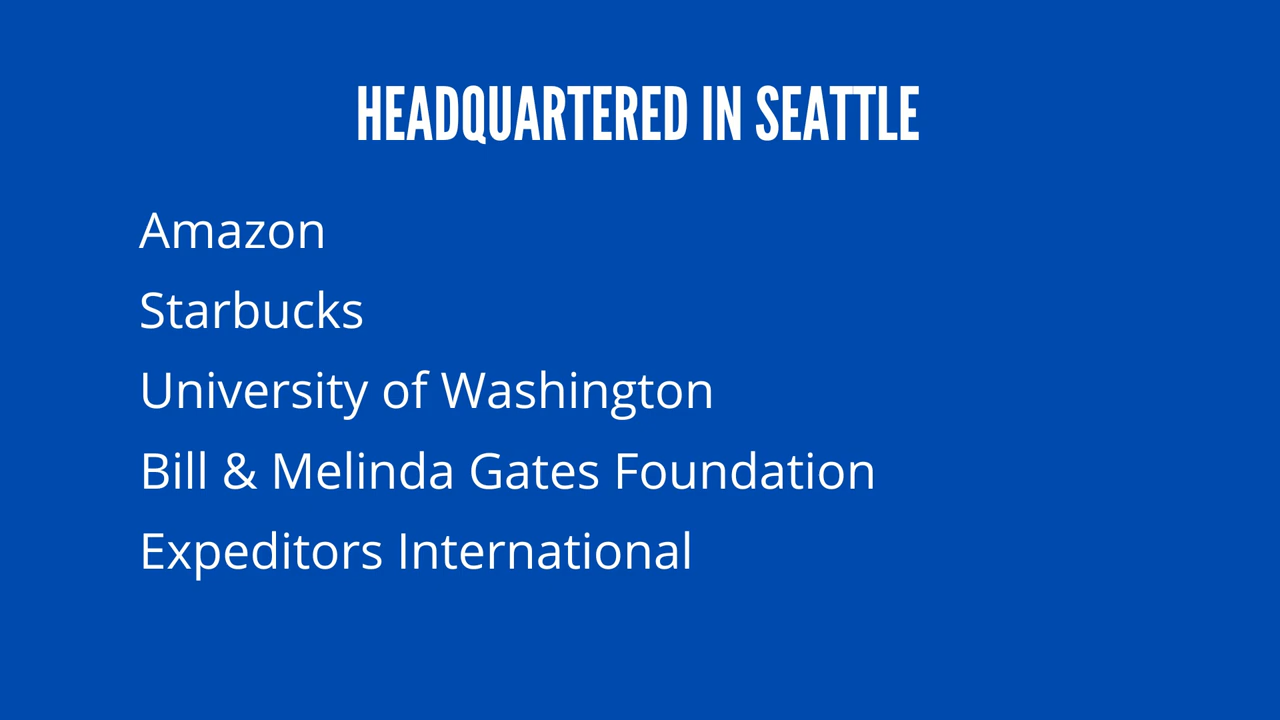 HEADQUARTERED IN SEATTLE
Amazon
Starbucks
University of Washington
Bill & Melinda Gates Foundation
Expeditors International